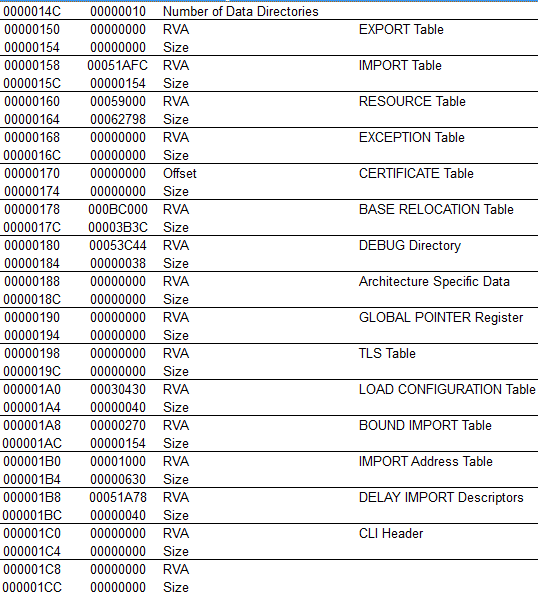 0000014C 00000010 Number of Data Directories
00000150 00000000 RVA EXPORT Table
00000154 00000000 Size
00000158 00051AFC RVA IMPORT Table
0000015C 00000154 Size
00000160 00059000 RVA RESOURCE Table
00000164 00062798 Size
00000168 00000000 RVA EXCEPTION Table
0000016C 00000000 Size
00000170 00000000 Offset CERTIFICATE Table
00000174 00000000 Size
00000178 000BC000 RVA BASE RELOCATION Table
0000017C 00003B3C Size
00000180 00053C44 RVA DEBUG Directory
00000184 00000038 Size
00000188 00000000 RVA Architecture Specific Data
0000018C 00000000 Size
00000190 00000000 RVA GLOBAL POINTER Register
00000194 00000000 Size
00000198 00000000 RVA TLS Table
0000019C 00000000 Size
000001A0 00030430 RVA LOAD CONFIGURATION Table
000001A4 00000040 Size
000001A8 00000270 RVA BOUND IMPORT Table
000001AC 00000154 Size
000001B0 00001000 RVA IMPORT Address Table
000001B4 00000630 Size
000001B8 00051A78 RVA DELAY IMPORT Descriptors
000001BC 00000040 Size
000001C0 00000000 RVA CLI Header
000001C4 00000000 Size
000001C8 00000000 RVA
000001CC 00000000 Size